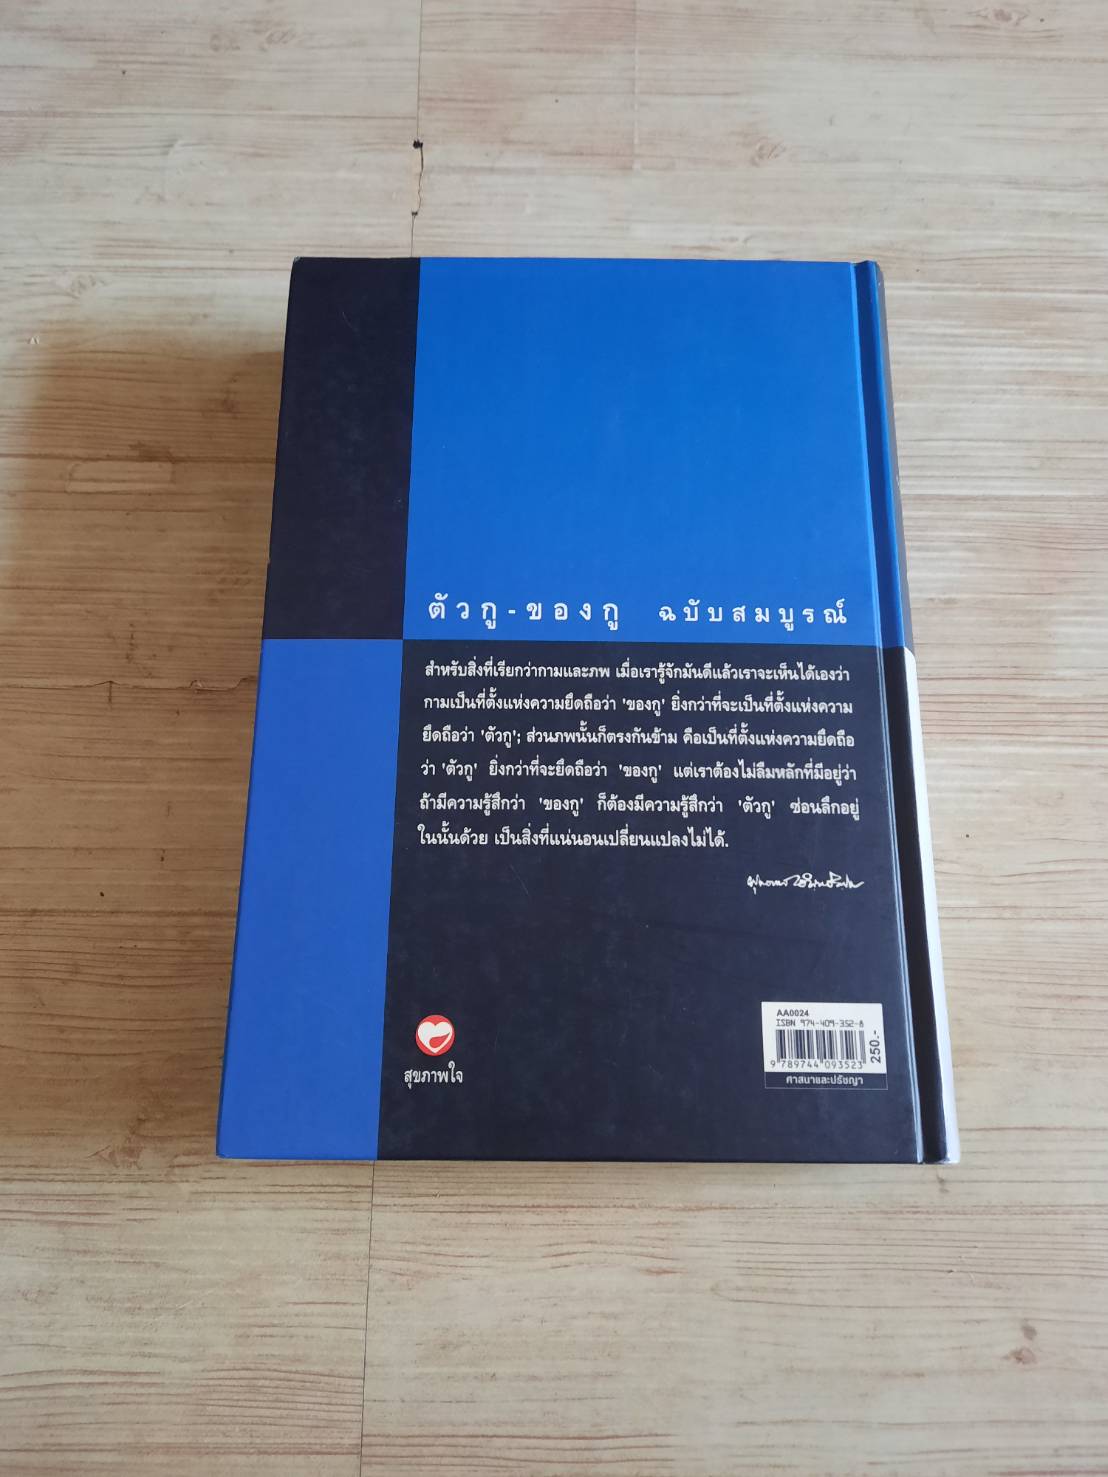 ตัวกู-ของกู ฉบับสมบูรณ์
สำหรับสิ่งที่เรียกว่ากามและภพ เมื่อเรารู้จักมันดีแล้วเราจะเห็นได้เองว่า
กามเป็นที่ตั้งแห่งความยึดถือว่า 'ของกู' ยิ่งกว่าที่จะเป็นที่ตั้งแห่งความ
ยึดถือว่า 'ตัวกู'; ส่วนภพนั้นก็ตรงกันข้าม คือเป็นที่ตั้งแห่งความยึดถือ
ว่า 'ตัวกู' ยิ่งกว่าที่จะยึดถือว่า 'ของกู' แต่เราต้องไม่ลืมหลักที่มีอยู่ว่า
ถ้ามีความรู้สึกว่า 'ของกู' ก็ต้องมีความรู้สึกว่า 'ตัวกู' ซ่อนลึกอยู่
ในนั้นด้วย เป็นสิ่งที่แน่นอนเปลี่ยนแปลงไม่ได้.
สุขภาพใจ
AA0024
ISBN 974-409-352-8
9 789744 093523
250.-
ศาสนาและปรัชญา